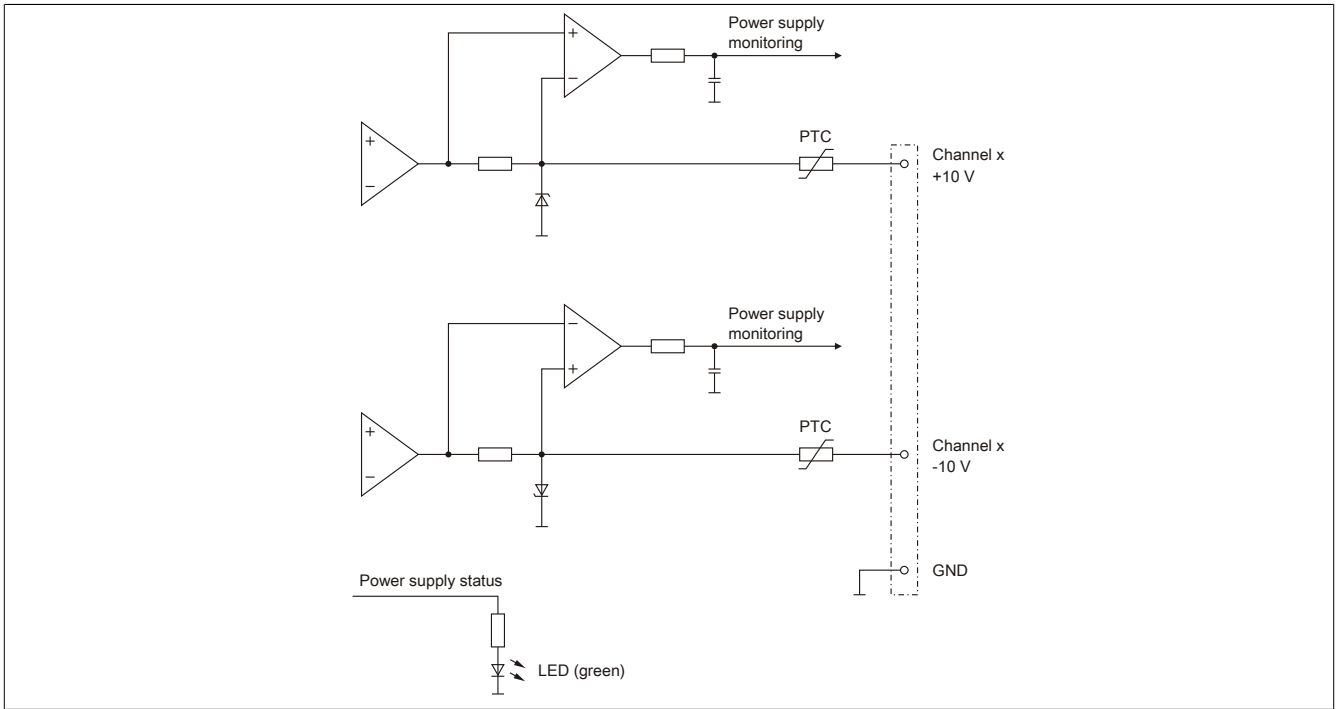 Power supply
monitoring
+
−
PTC
Channel x
+10 V
+
−
Power supply
monitoring
−
+
PTC
Channel x
-10 V
+
−
GND
Power supply status
LED (green)